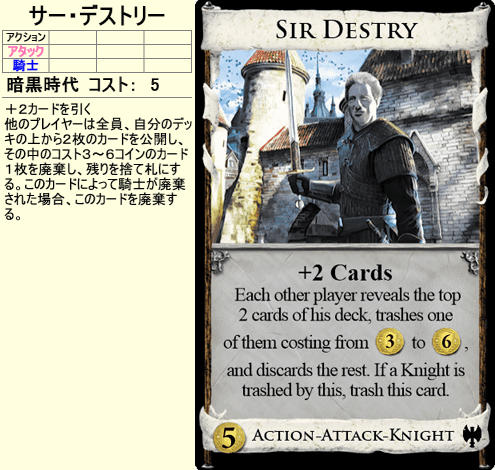 サー・デストリー
アクション
アタック
騎士
暗黒時代 コスト： 5
＋２カードを引く
他のプレイヤーは全員、自分のデッ
キの上から２枚のカードを公開し、
その中のコスト３～６コインのカード
１枚を廃棄し、残りを捨て札にす
る。このカードによって騎士が廃棄
された場合、このカードを廃棄す
る。
SIR DESTRY
+2 Cards
Each other player reveals the top
2 cards of his deck, trashes one
of them costing from 3 to 6,
and discards the rest. If a Knight is
trashed by this, trash this card.
5 ACTION-ATTACK-KNIGHT